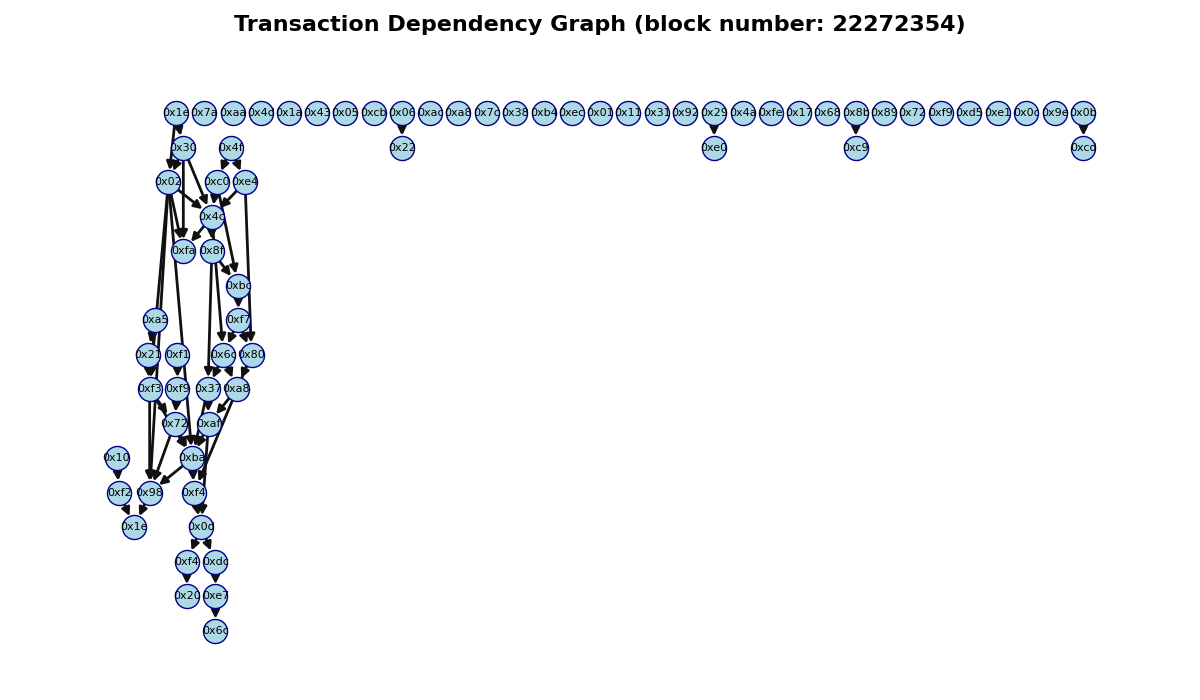 Transaction Dependency Graph (block number: 22272354)
0x1e 0x7a 0xaa 0x4d 0x1a 0x43 0x05 0xcb 0x06 0xac 0xa8 0x7c 0x38 0xb4 0xec 0x01 0x11 0x31 0x92 0x29 0x4a 0xfe 0x17 0x68 0x8b 0x89 0x72 0xf9 0xd5 0xe1 0x0c 0x9e 0x0b
0x30 0x4f 0x22 0xe0 0xc9 0xcd
0x02 0xc0 0xe4
0x4c
0xfa 0x8f
0xbc
0xa5 0xf7
0x21 0xf1 0x6c 0x80
0xf3 0xf9 0x37 0xa8
0x72 0xaf
0x10 0xba
0xf2 0x98 0xf4
0x1e 0x0d
0xf4 0xdc
0x20 0xe7
0x6c